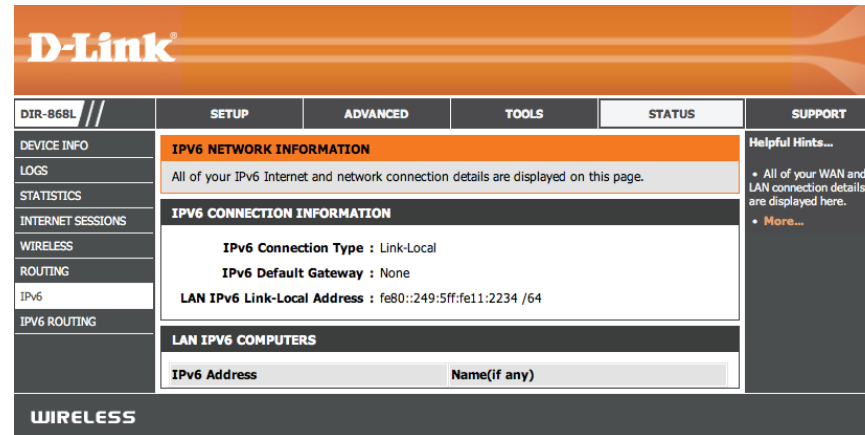 D-Link®
DIR-868L // SETUP ADVANCED TOOLS STATUS SUPPORT
DEVICE INFO
LOGS
STATISTICS
INTERNET SESSIONS
WIRELESS
ROUTING
IPv6
IPV6 ROUTING
IPV6 NETWORK INFORMATION
All of your IPv6 Internet and network connection details are displayed on this page.
IPV6 CONNECTION INFORMATION
IPv6 Connection Type : Link-Local
IPv6 Default Gateway : None
LAN IPv6 Link-Local Address : fe80::249:5ff:fe11:2234 /64
LAN IPV6 COMPUTERS
IPv6 Address Name(if any)
Helpful Hints...
• All of your WAN and
LAN connection details
are displayed here.
• More...
WIRELESS